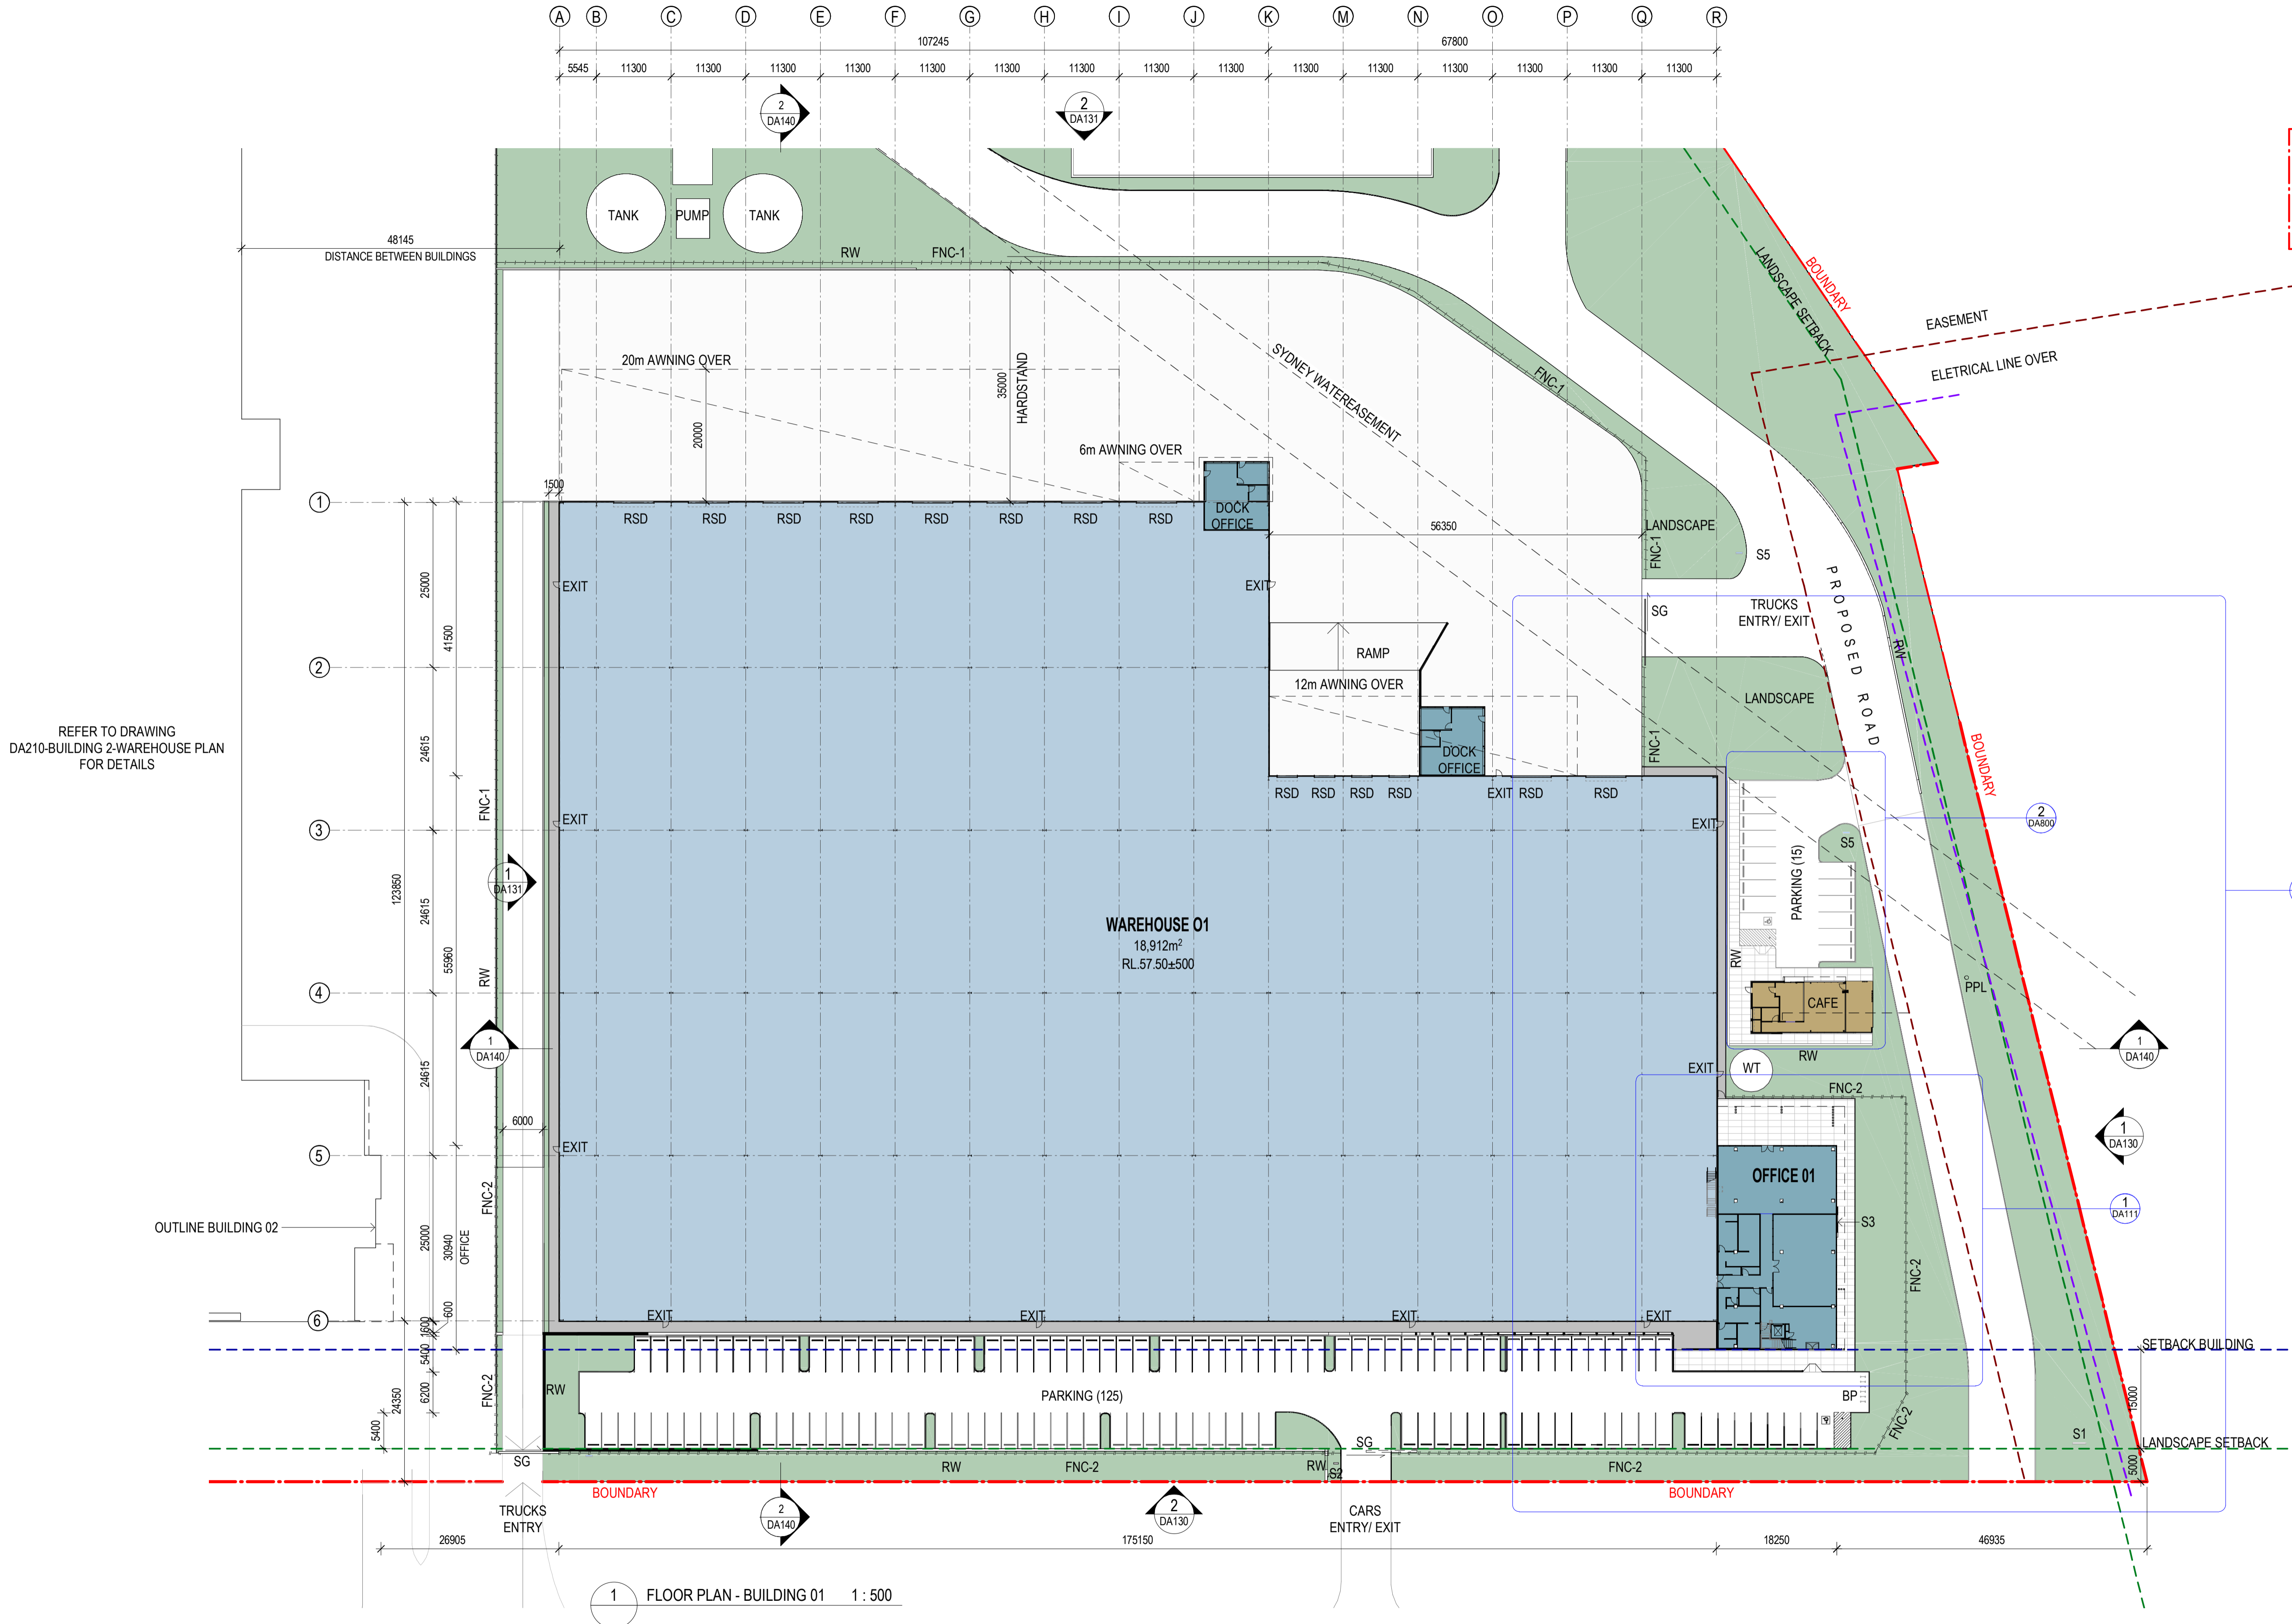 A B C D E F G H I J K M N O P Q R
107245 67800
5545 11300 11300 11300 11300 11300 11300 11300 11300 11300 11300 11300 11300 11300 11300 11300
2
DA140
2
DA131
TANK PUMP TANK
48145
DISTANCE BETWEEN BUILDINGS
RW FNC-1
LANDSCAPE SETBACK
BOUNDARY
EASEMENT
ELETRICAL LINE OVER
20m AWNING OVER
20000
35000
HARDSTAND
SYDNEY WATEREASEMENT
FNC-1
6m AWNING OVER
1500
1
RSD RSD RSD RSD RSD RSD RSD RSD
DOCK
OFFICE
56350
LANDSCAPE
FNC-1
S5
25000
41500
EXIT
EXIT
SG
TRUCKS
ENTRY/ EXIT
PROPOSED ROAD
RW
2
RAMP
12m AWNING OVER
LANDSCAPE
FNC-1
REFER TO DRAWING
DA210-BUILDING 2-WAREHOUSE PLAN
FOR DETAILS
24615
DOCK
OFFICE
RSD RSD RSD RSD EXIT RSD RSD
BOUNDARY
2
DA800
FNC-1
3
EXIT
EXIT
S5
PARKING (15)
1
DA131
123850
24615
55960
WAREHOUSE O1
18,912m²
RL.57.50±500
RW
RW
4
PPL
CAFE
1
DA140
1
DA140
24615
RW
EXIT
WT
FNC-2
6000
5
EXIT
1
DA130
OFFICE 01
FNC-2
OUTLINE BUILDING 02
S3
1
DA111
25000
30940
OFFICE
FNC-2
6
600
EXIT EXIT EXIT EXIT
1600
5400
SETBACK BUILDING
FNC-2
24350
6200
5400
RW
PARKING (125)
BP
15000
FNC-2
SG
S1
LANDSCAPE SETBACK
SG
RW FNC-2 RW
S2
FNC-2
5000
BOUNDARY
BOUNDARY
TRUCKS
ENTRY
2
DA140
2
DA130
CARS
ENTRY/ EXIT
26905 175150 18250 46935
1 FLOOR PLAN - BUILDING 01 1 : 500